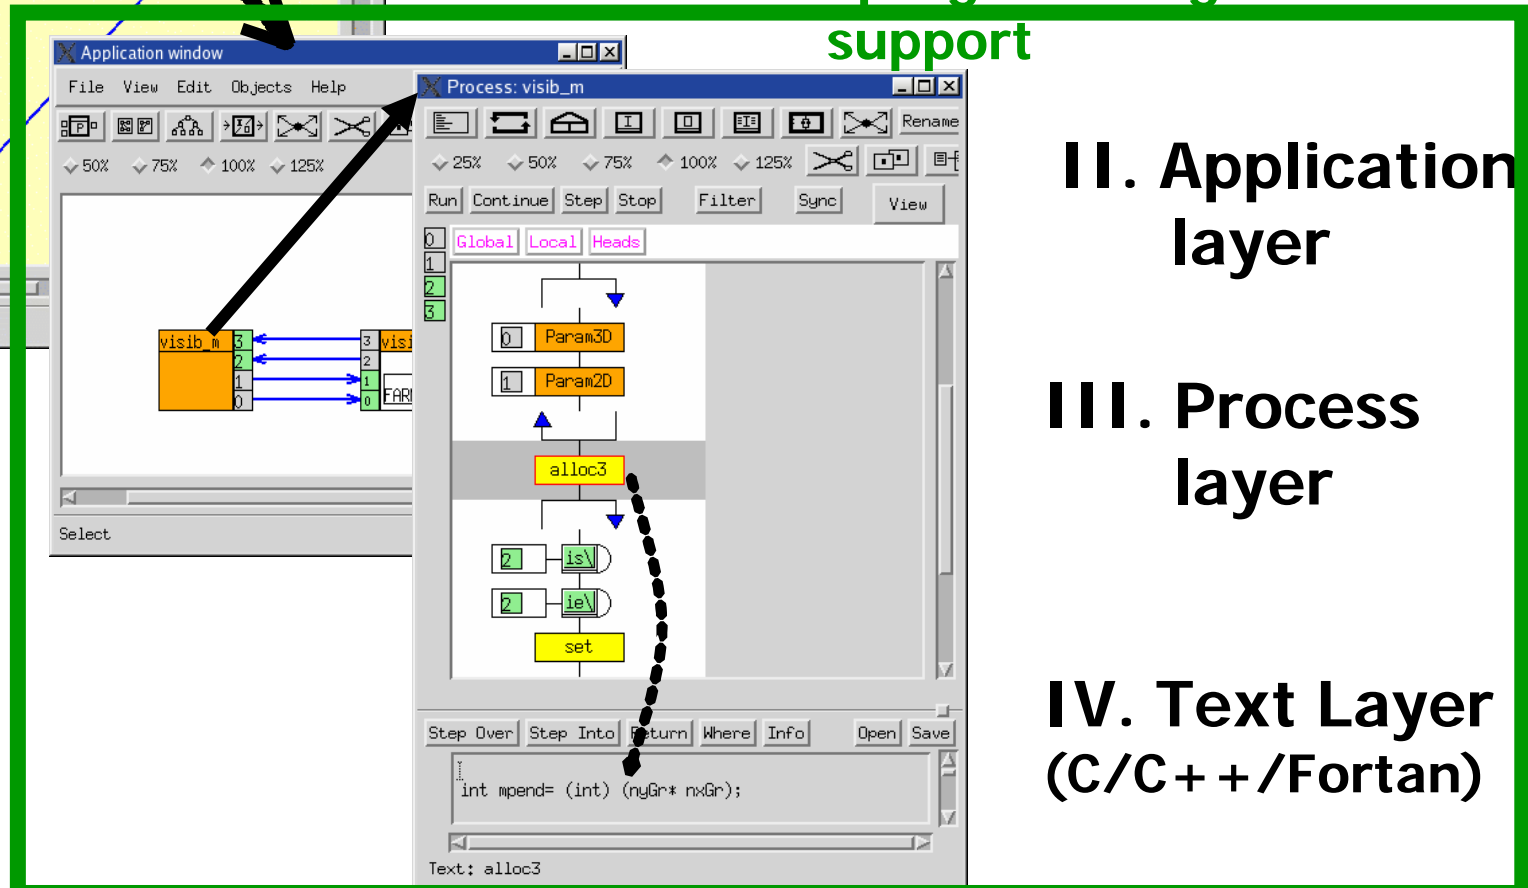 support
Application window
File View Edit Objects Help
P
50% 75% 100% 125%
visib_m 3
2
1
0
3
2
1
0
Select
Process: visib_m
I O Rename
25% 50% 75% 100% 125%
Run Continue Step Stop Filter Sync View
0
1
2
3
Global Local Heads
0 Param3D
1 Param2D
alloc3
2 is\
2 ie\
set
Step Over Step Into Return Where Info Open Save
int mpend= (int) (nyGr* nxGr);
Text: alloc3
II. Application
layer
III. Process
layer
IV. Text Layer
(C/C++/Fortan)